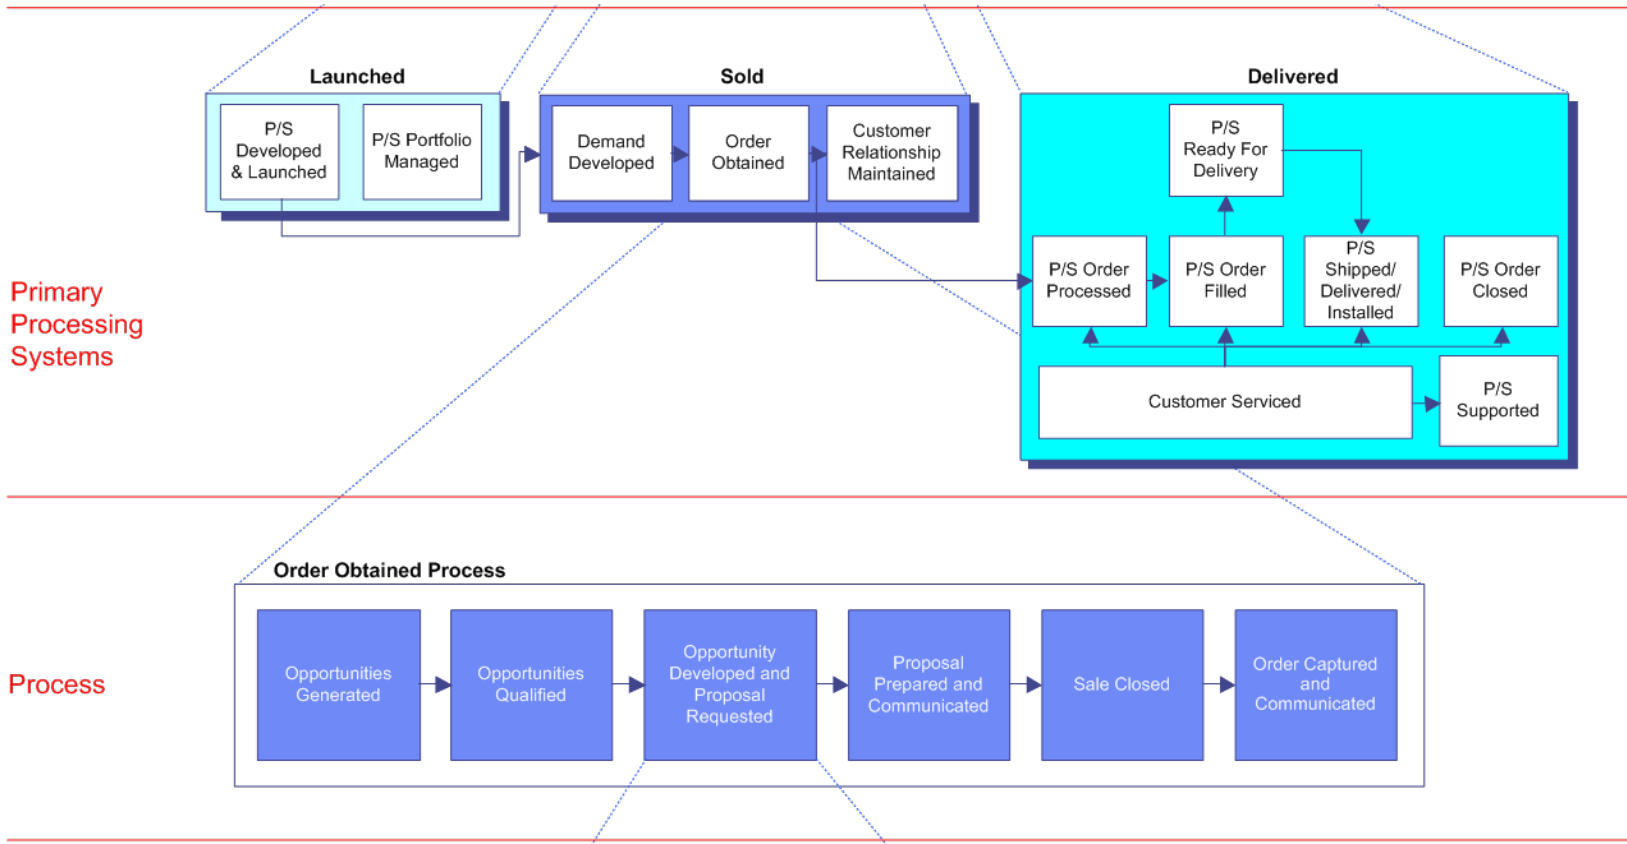 Launched
Sold
Delivered
P/S
Developed
& Launched
P/S Portfolio
Managed
Demand
Developed
Order
Obtained
Customer
Relationship
Maintained
P/S
Ready For
Delivery
Primary
Processing
Systems
P/S Order
Processed
P/S Order
Filled
P/S
Shipped/
Delivered/
Installed
P/S Order
Closed
Customer Serviced
P/S
Supported
Order Obtained Process
Process
Opportunities
Generated
Opportunities
Qualified
Opportunity
Developed and
Proposal
Requested
Proposal
Prepared and
Communicated
Sale Closed
Order Captured
and
Communicated